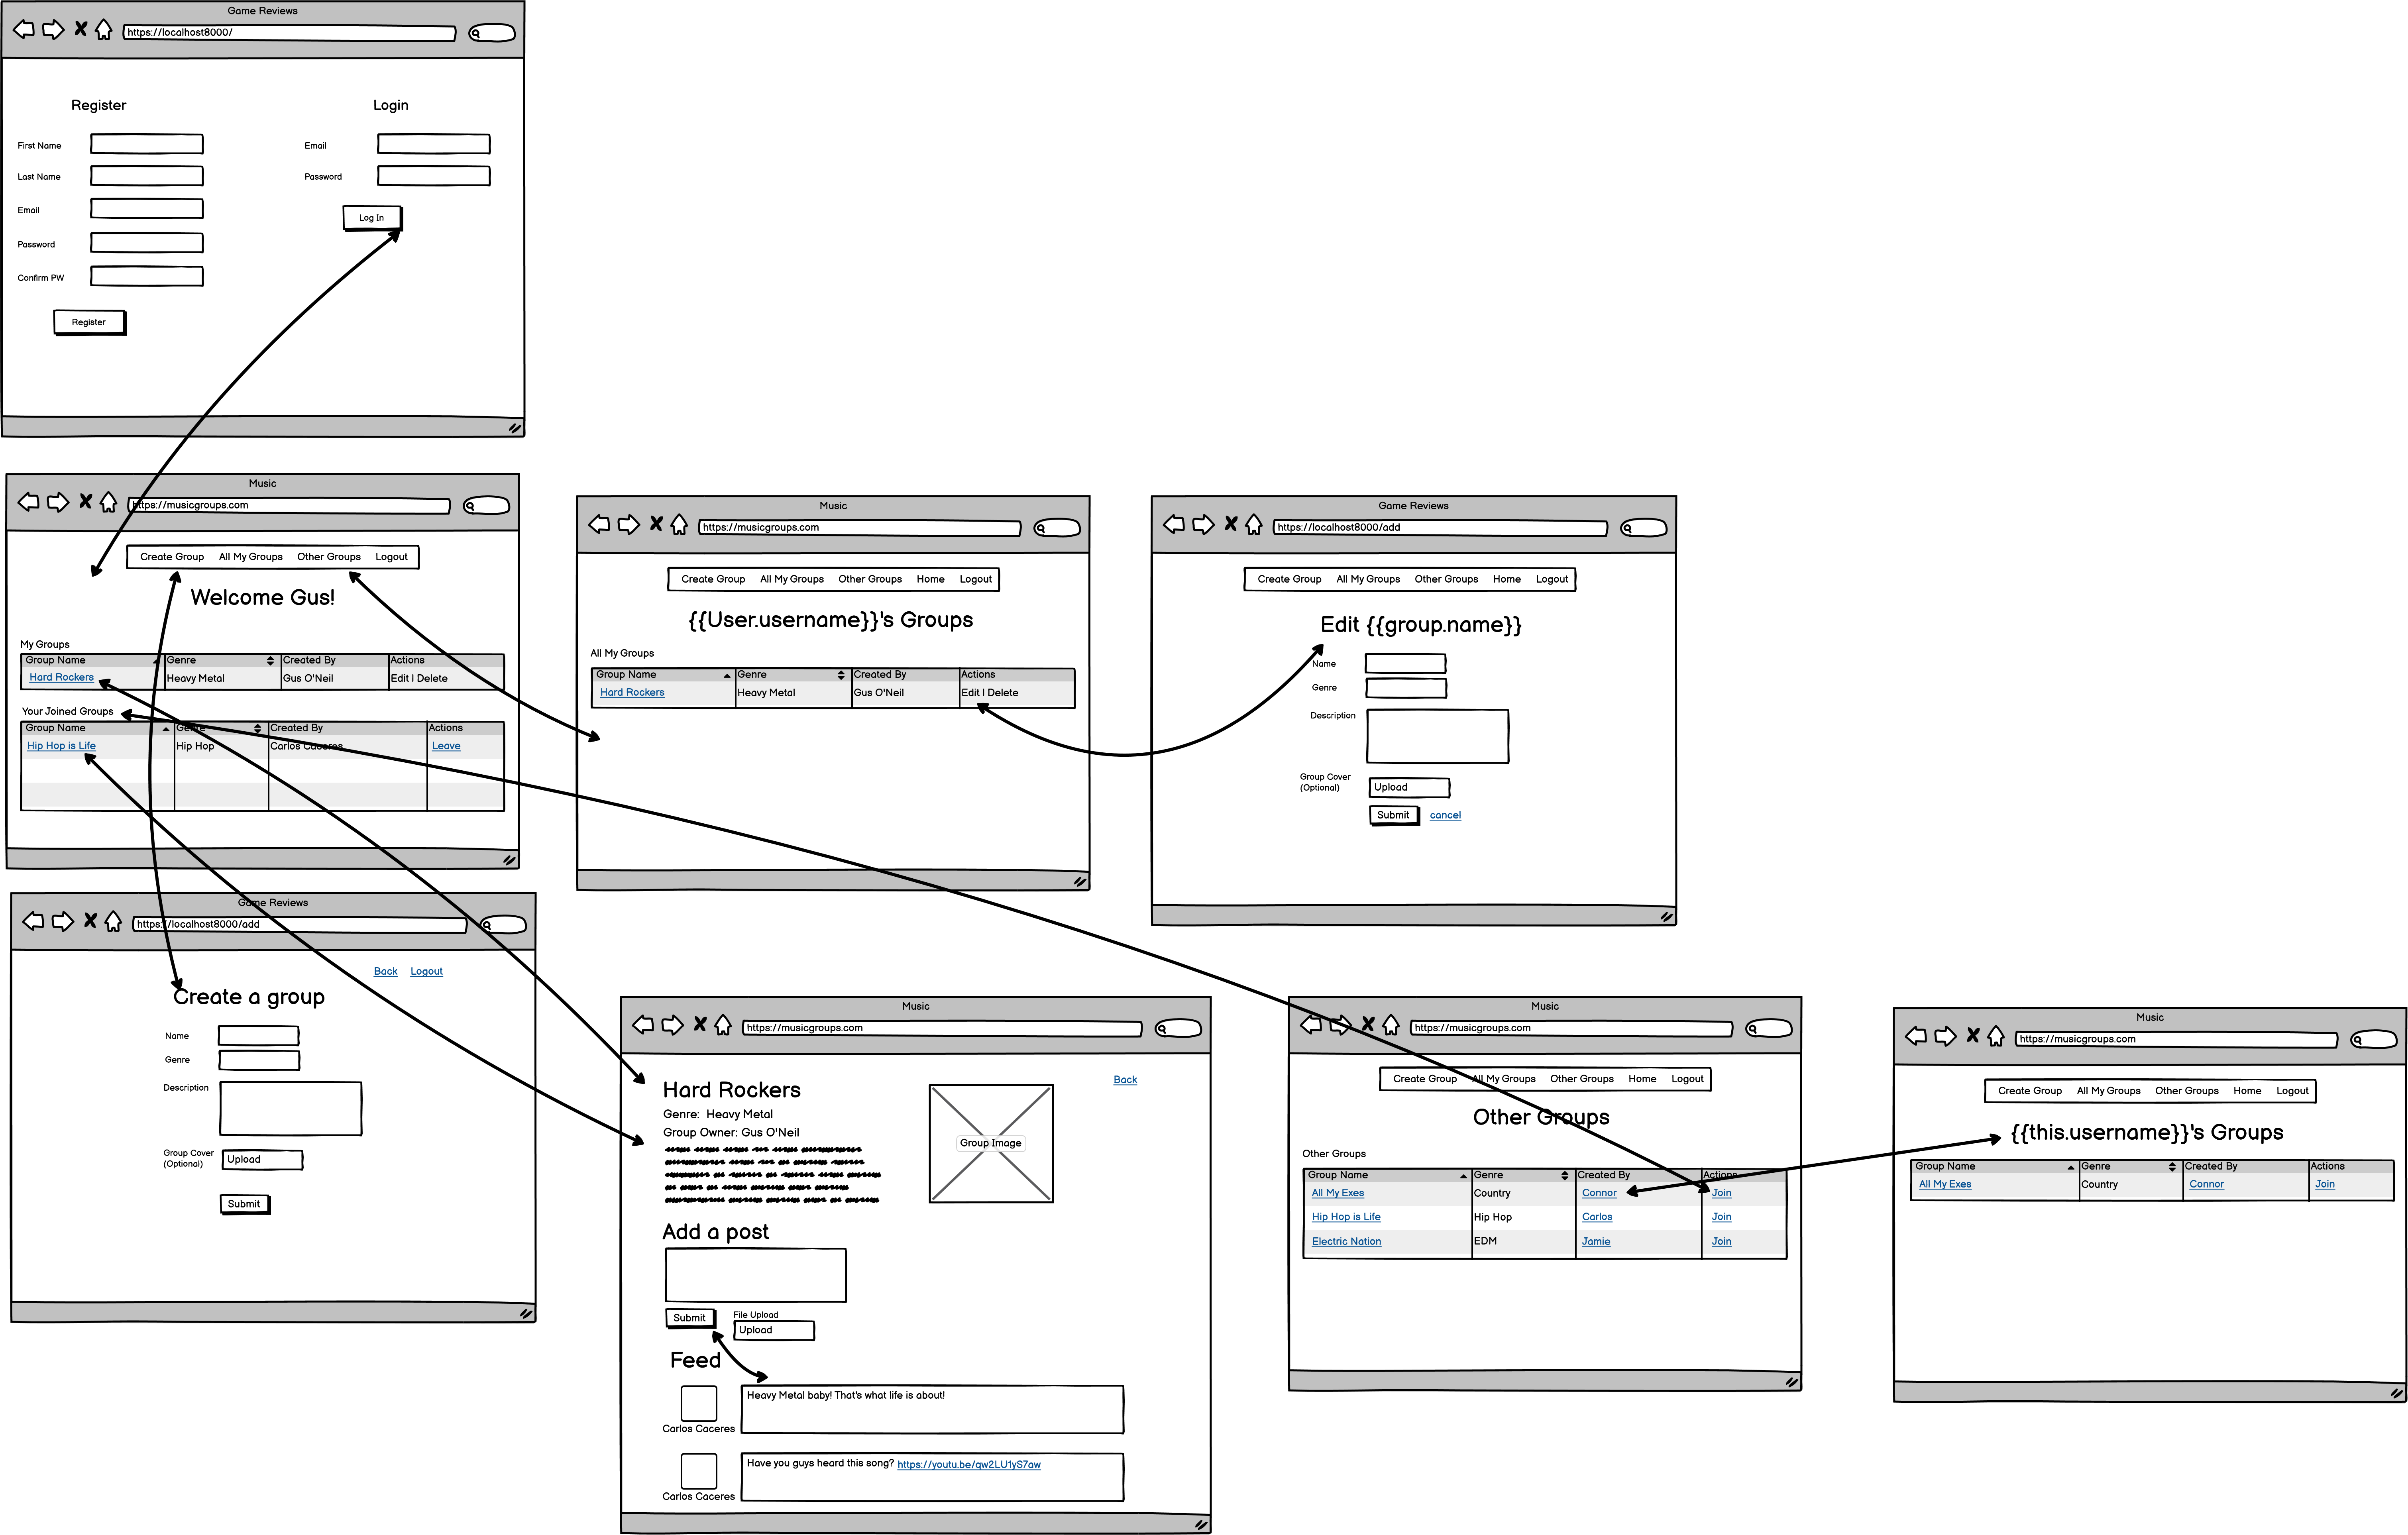 Game Reviews
https://localhost8000/
Register
Login
First Name
Email
Last Name
Password
Email
Log In
Password
Confirm PW
Register
Music
https://musicgroups.com
Create Group All My Groups Other Groups Logout
Welcome Gus!
My Groups
Group Name Genre Created By Actions
Hard Rockers Heavy Metal Gus O'Neil Edit | Delete
Your Joined Groups
Group Name Genre Created By Actions
Hip Hop is Life Hip Hop Carlos Caceres Leave
Music
https://musicgroups.com
Create Group All My Groups Other Groups Home Logout
{{User.username}}'s Groups
All My Groups
Group Name Genre Created By Actions
Hard Rockers Heavy Metal Gus O'Neil Edit | Delete
Game Reviews
https://localhost8000/add
Create Group All My Groups Other Groups Home Logout
Edit {{group.name}}
Name
Genre
Description
Group Cover
(Optional)
Upload
Submit cancel
Game Reviews
https://localhost8000/add
Back Logout
Create a group
Name
Genre
Description
Group Cover
(Optional)
Upload
Submit
Music
https://musicgroups.com
Back
Hard Rockers
Genre: Heavy Metal
Group Owner: Gus O'Neil
Group Image
Add a post
Submit
File Upload
Upload
Feed
Heavy Metal baby! That's what life is about!
Carlos Caceres
Have you guys heard this song? https://youtu.be/qw2LU1yS7aw
Carlos Caceres
Music
https://musicgroups.com
Create Group All My Groups Other Groups Home Logout
Other Groups
Other Groups
Group Name Genre Created By Actions
All My Exes Country Connor Join
Hip Hop is Life Hip Hop Carlos Join
Electric Nation EDM Jamie Join
Music
https://musicgroups.com
Create Group All My Groups Other Groups Home Logout
{{this.username}}'s Groups
Group Name Genre Created By Actions
All My Exes Country Connor Join